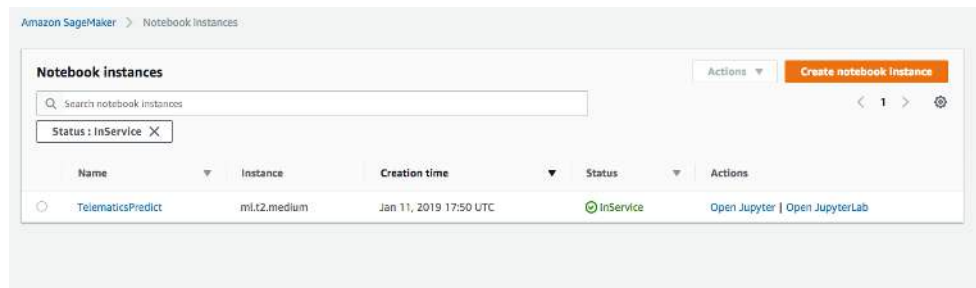 Amazon SageMaker > Notebook instances
Notebook instances
Actions ▼ Create notebook instance
Search notebook instances
< 1 >
Status : InService X
Name Instance Creation time Status Actions
TelematicsPredict ml.t2.medium Jan 11, 2019 17:50 UTC InService Open Jupyter | Open JupyterLab